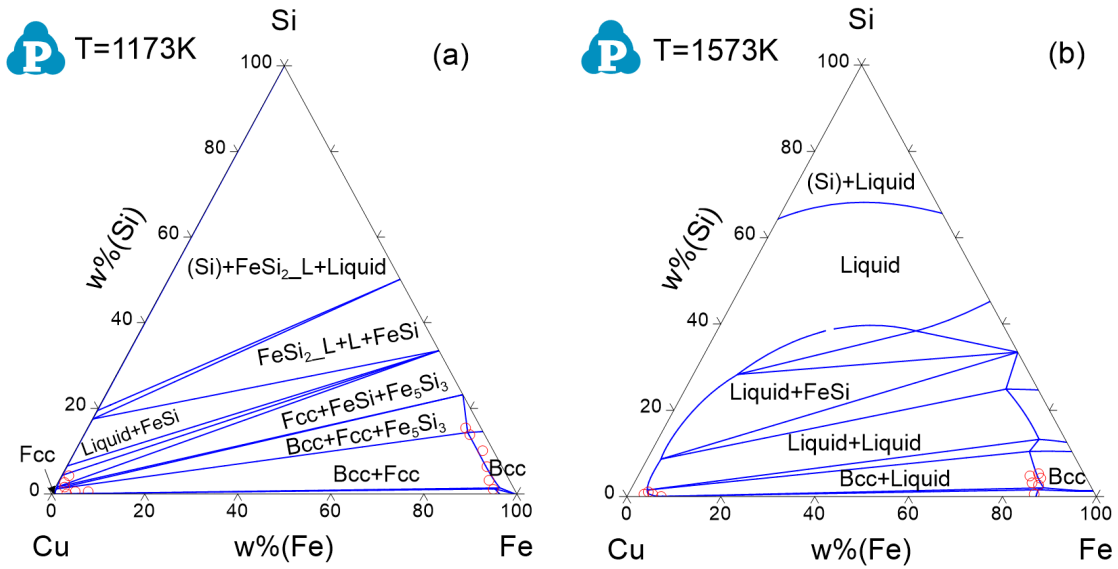 P T=1173K (a)
Si
100
80
60
40
20
0
w%(Si)
(Si)+FeSi₂_L+Liquid
FeSi₂_L+L+FeSi
Liquid+FeSi
Fcc+FeSi+Fe₅Si₃
Bcc+Fcc+Fe₅Si₃
Fcc
Bcc+Fcc
Bcc
0 20 40 60 80 100
Cu w%(Fe) Fe
P T=1573K (b)
Si
100
80
60
40
20
0
w%(Si)
(Si)+Liquid
Liquid
Liquid+FeSi
Liquid+Liquid
Bcc+Liquid
Bcc
0 20 40 60 80 100
Cu w%(Fe) Fe